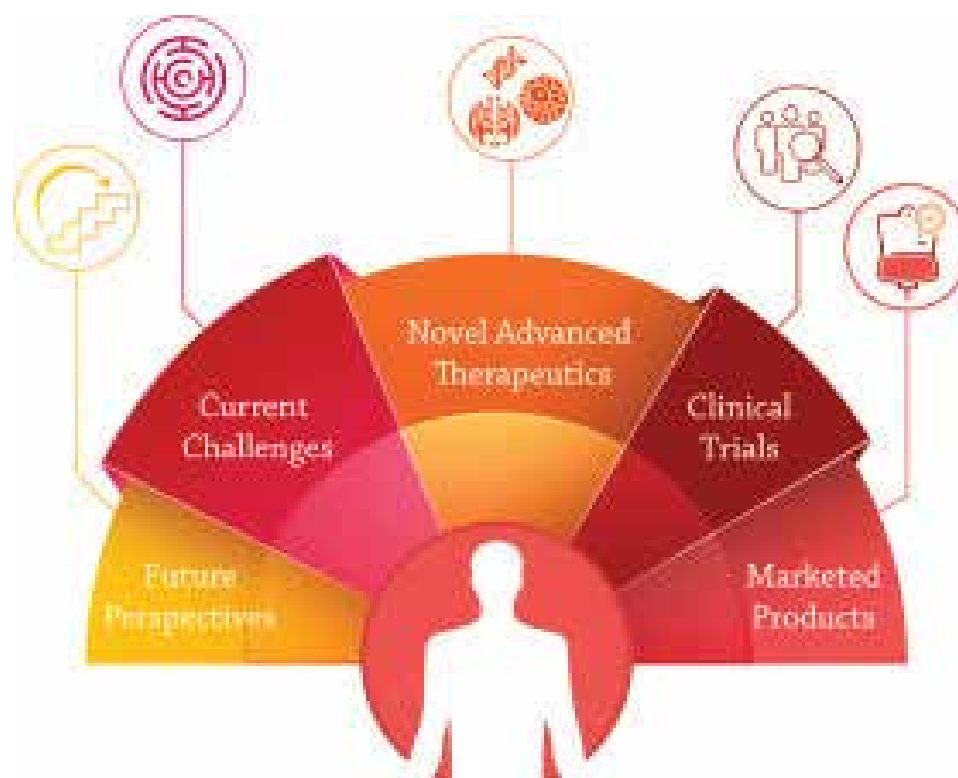 Novel Advanced
Therapeutics
Current
Challenges
Clinical
Trials
Future
Perspectives
Marketed
Products